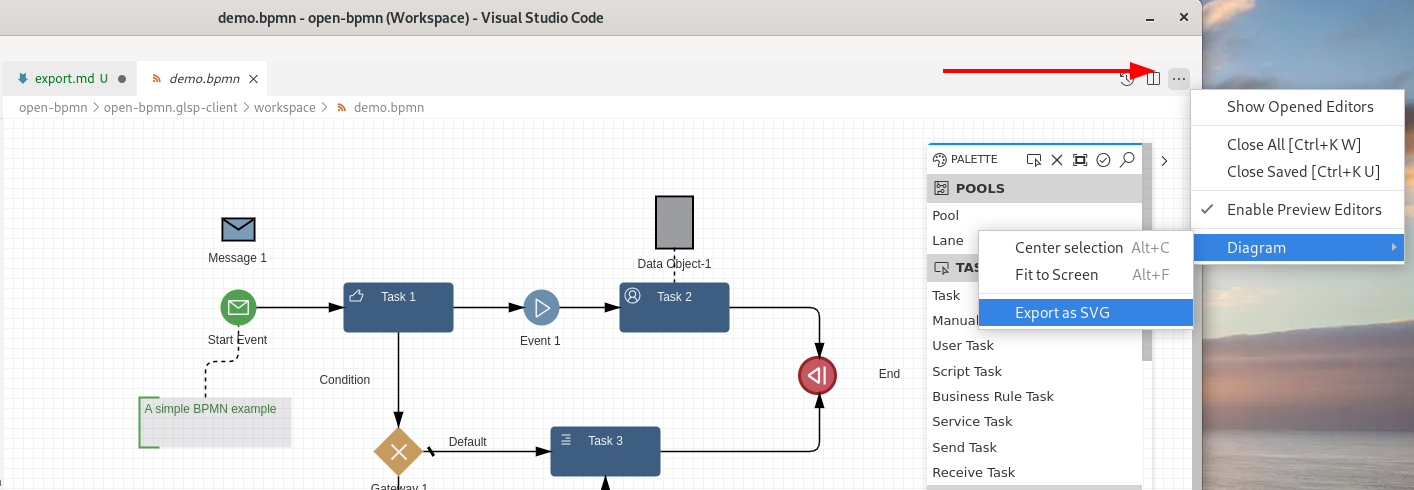 demo.bpmn - open-bpmn (Workspace) - Visual Studio Code
export.md U
demo.bpmn
open-bpmn > open-bpmn.glsp-client > workspace > demo.bpmn
Show Opened Editors
Close All [Ctrl+K W]
Close Saved [Ctrl+K U]
Enable Preview Editors
Diagram
Center selection Alt+C
Fit to Screen Alt+F
Export as SVG
PALETTE
POOLS
Pool
Lane
TAS
Task
Manual
User Task
Script Task
Business Rule Task
Service Task
Send Task
Receive Task
Message 1
Data Object-1
Start Event
Task 1
Event 1
Task 2
Condition
End
A simple BPMN example
Default
Task 3
Gateway 1